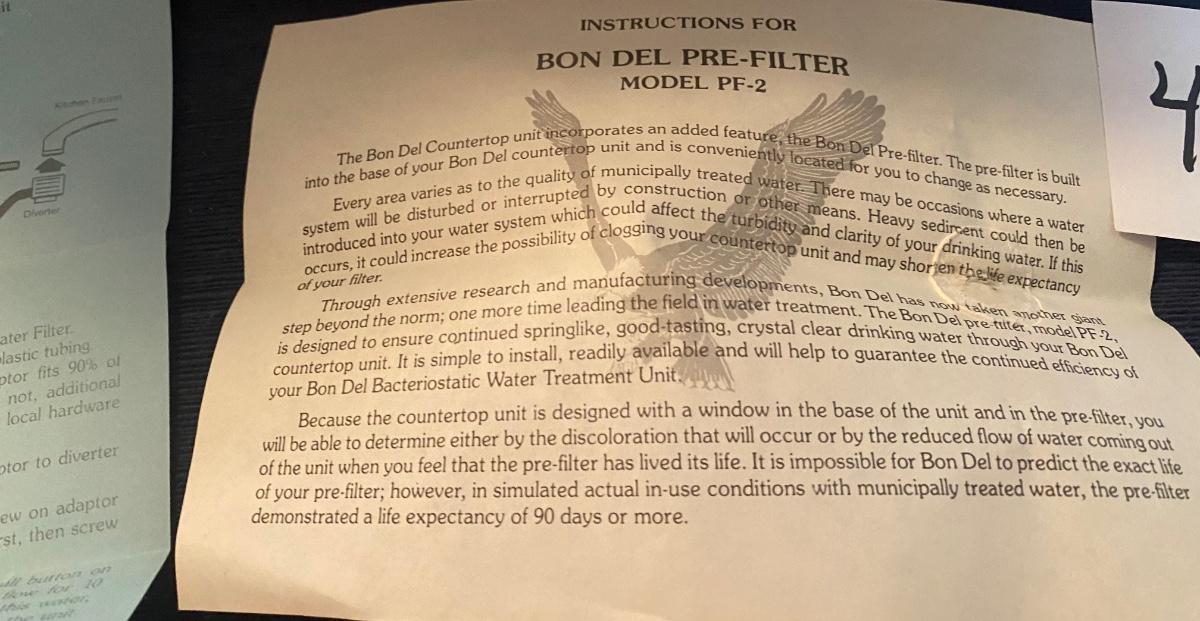 it
Kitchen Faucet
Diverter
ater Filter.
plastic tubing.
ptor fits 90% of
not, additional
local hardware
ptor to diverter
ew on adaptor
rst, then screw
button on
flow for 10
this water,
the unit
INSTRUCTIONS FOR
BON DEL PRE-FILTER
MODEL PF-2
The Bon Del Countertop unit incorporates an added feature, the Bon Del Pre-filter. The pre-filter is built
into the base of your Bon Del countertop unit and is conveniently located for you to change as necessary.
Every area varies as to the quality of municipally treated water. There may be occasions where a water
system will be disturbed or interrupted by construction or other means. Heavy sediment could then be
introduced into your water system which could affect the turbidity and clarity of your drinking water. If this
occurs, it could increase the possibility of clogging your countertop unit and may shorten the life expectancy
of your filter.
Through extensive research and manufacturing developments, Bon Del has now taken another giant
step beyond the norm; one more time leading the field in water treatment. The Bon Del pre-filter, model PF-2,
is designed to ensure continued springlike, good-tasting, crystal clear drinking water through your Bon Del
countertop unit. It is simple to install, readily available and will help to guarantee the continued efficiency of
your Bon Del Bacteriostatic Water Treatment Unit.
Because the countertop unit is designed with a window in the base of the unit and in the pre-filter, you
will be able to determine either by the discoloration that will occur or by the reduced flow of water coming out
of the unit when you feel that the pre-filter has lived its life. It is impossible for Bon Del to predict the exact life
of your pre-filter; however, in simulated actual in-use conditions with municipally treated water, the pre-filter
demonstrated a life expectancy of 90 days or more.
4